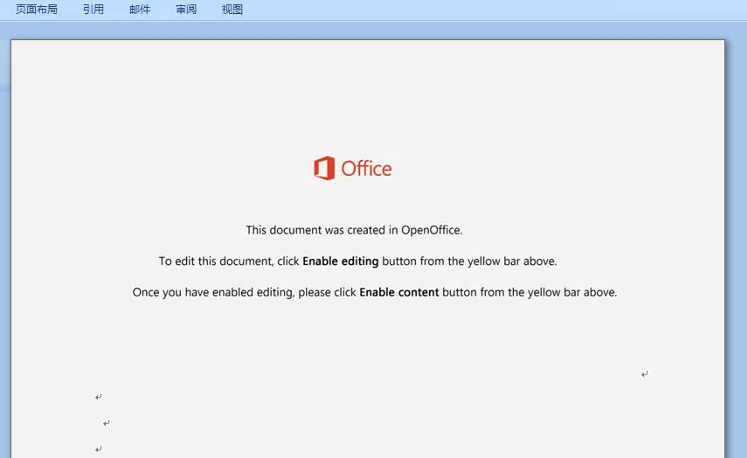 页面布局 引用 邮件 审阅 视图
Office
This document was created in OpenOffice.
To edit this document, click Enable editing button from the yellow bar above.
Once you have enabled editing, please click Enable content button from the yellow bar above.